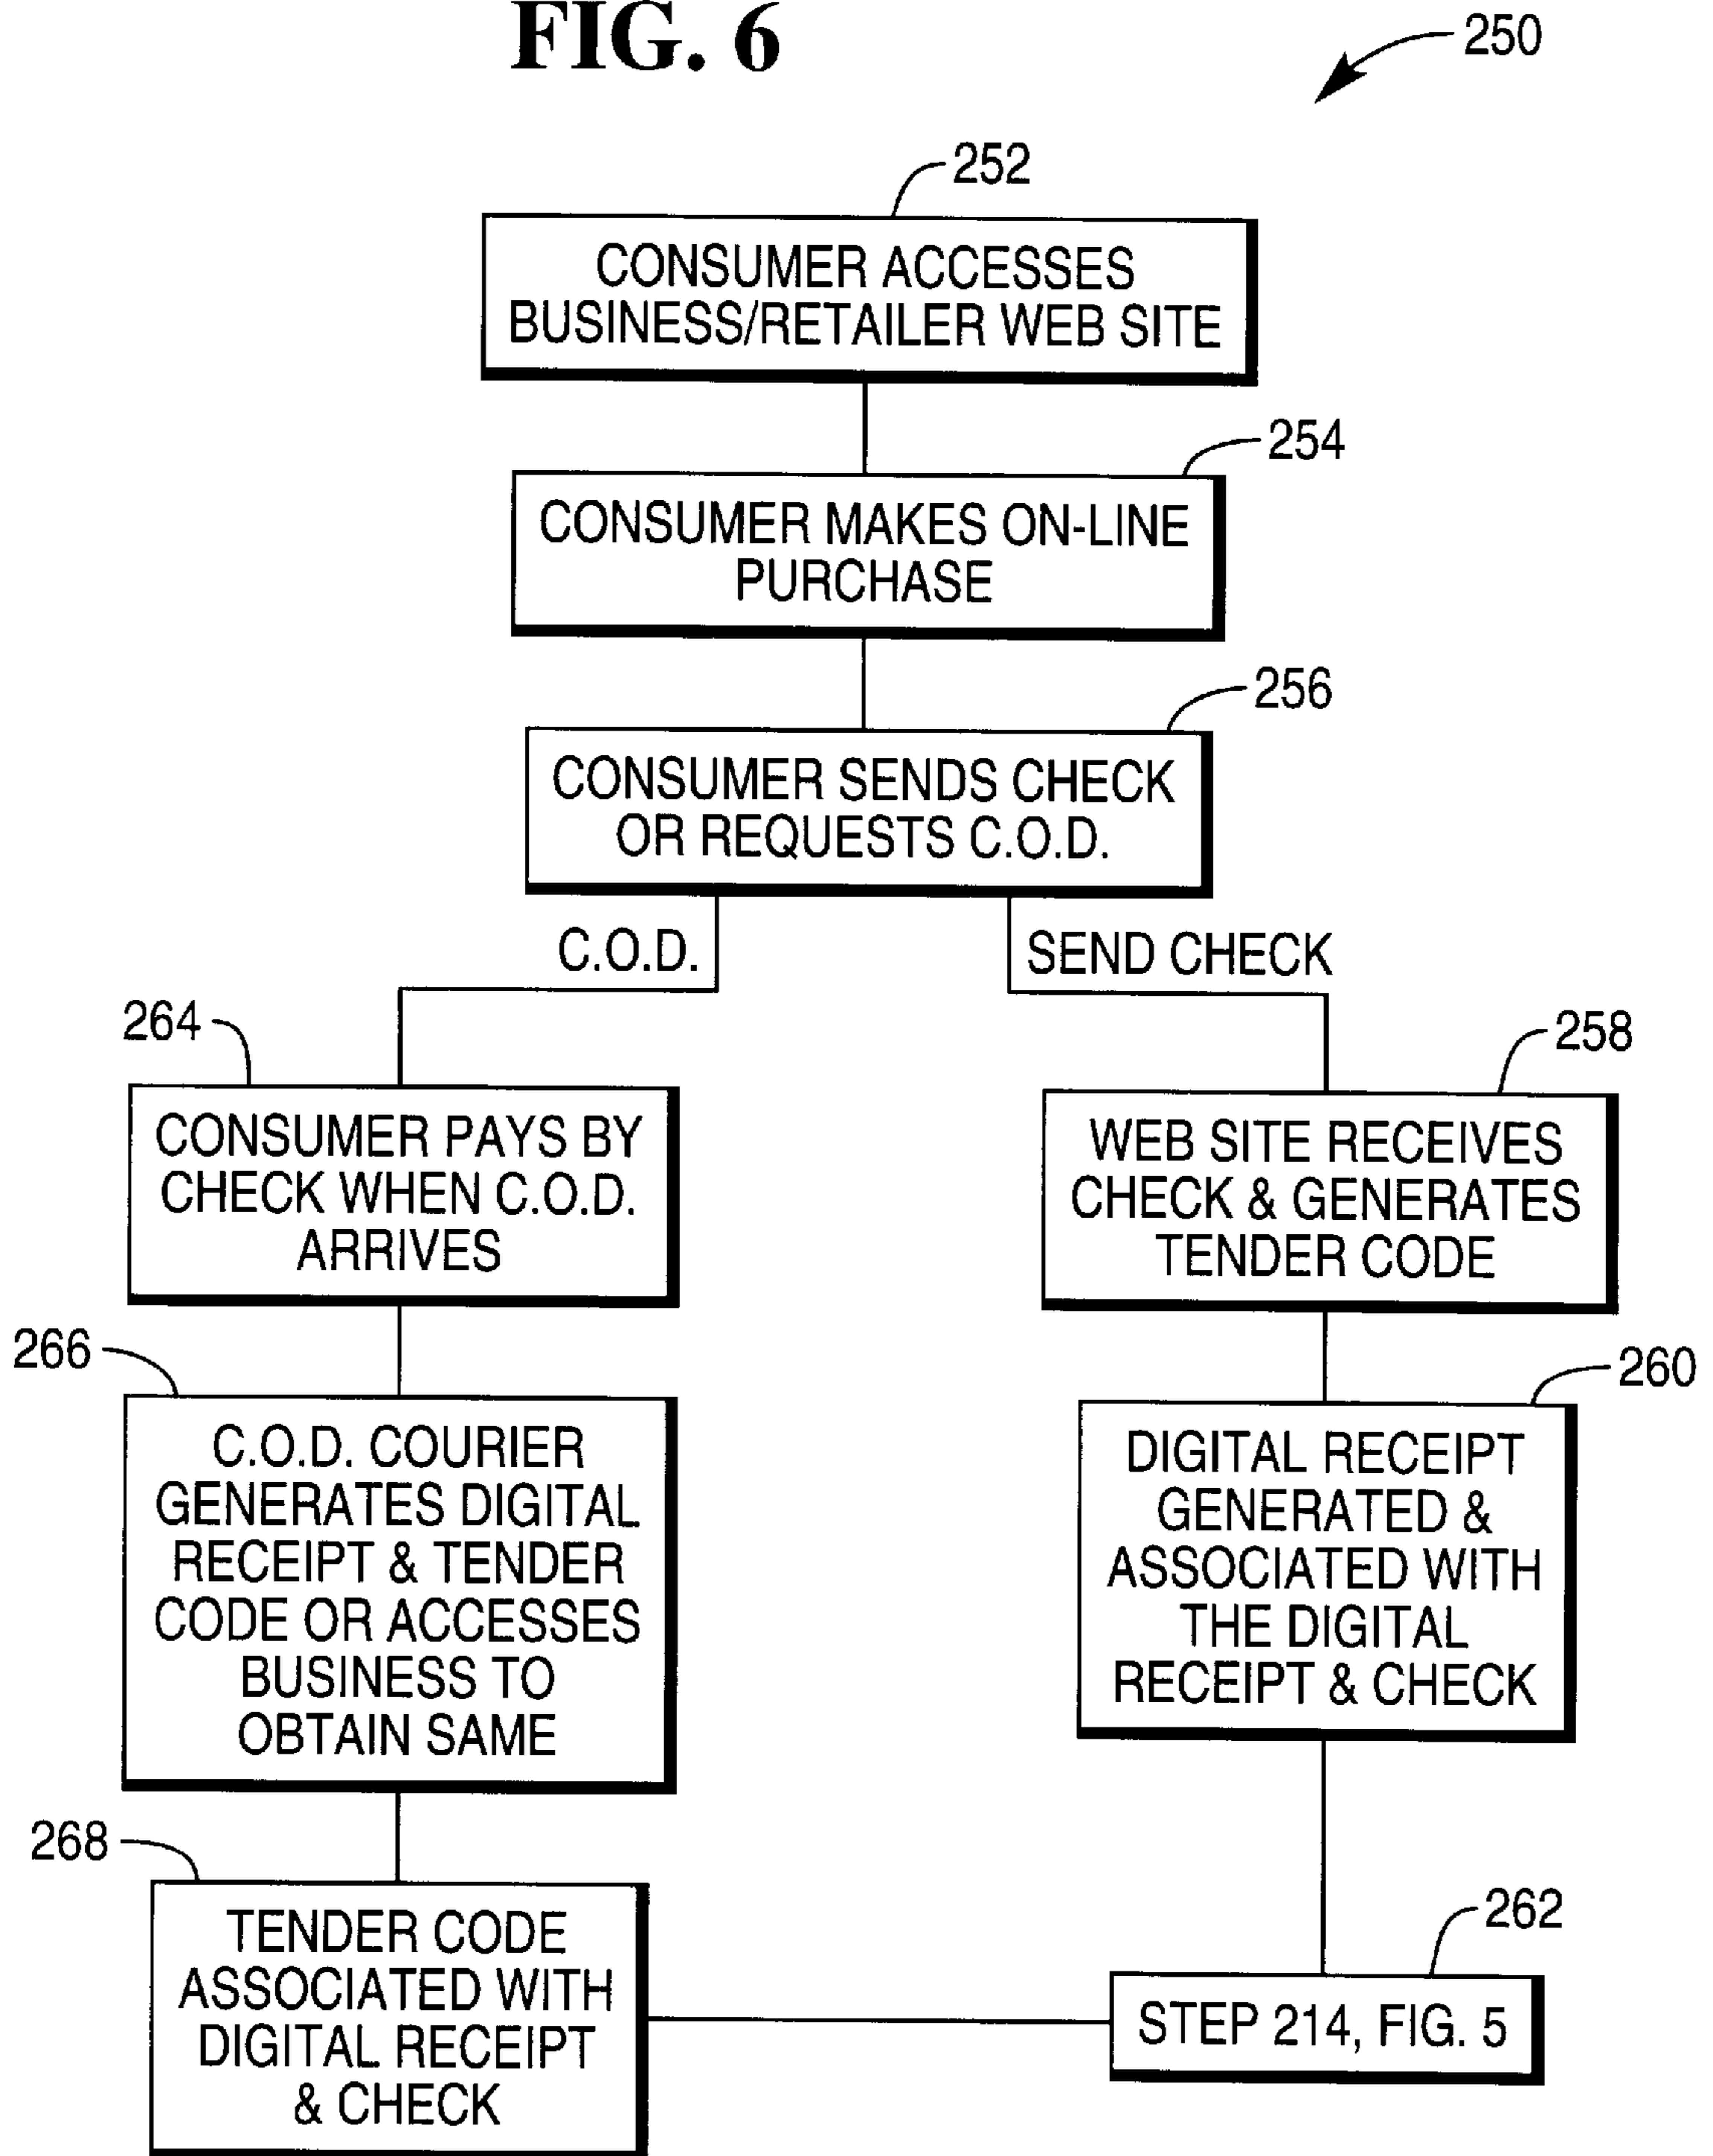 FIG. 6
250
252
CONSUMER ACCESSES
BUSINESS/RETAILER WEB SITE
254
CONSUMER MAKES ON-LINE
PURCHASE
256
CONSUMER SENDS CHECK
OR REQUESTS C.O.D.
C.O.D.
SEND CHECK
264
CONSUMER PAYS BY
CHECK WHEN C.O.D.
ARRIVES
258
WEB SITE RECEIVES
CHECK & GENERATES
TENDER CODE
266
C.O.D. COURIER
GENERATES DIGITAL
RECEIPT & TENDER
CODE OR ACCESSES
BUSINESS TO
OBTAIN SAME
260
DIGITAL RECEIPT
GENERATED &
ASSOCIATED WITH
THE DIGITAL
RECEIPT & CHECK
268
TENDER CODE
ASSOCIATED WITH
DIGITAL RECEIPT
& CHECK
262
STEP 214, FIG. 5